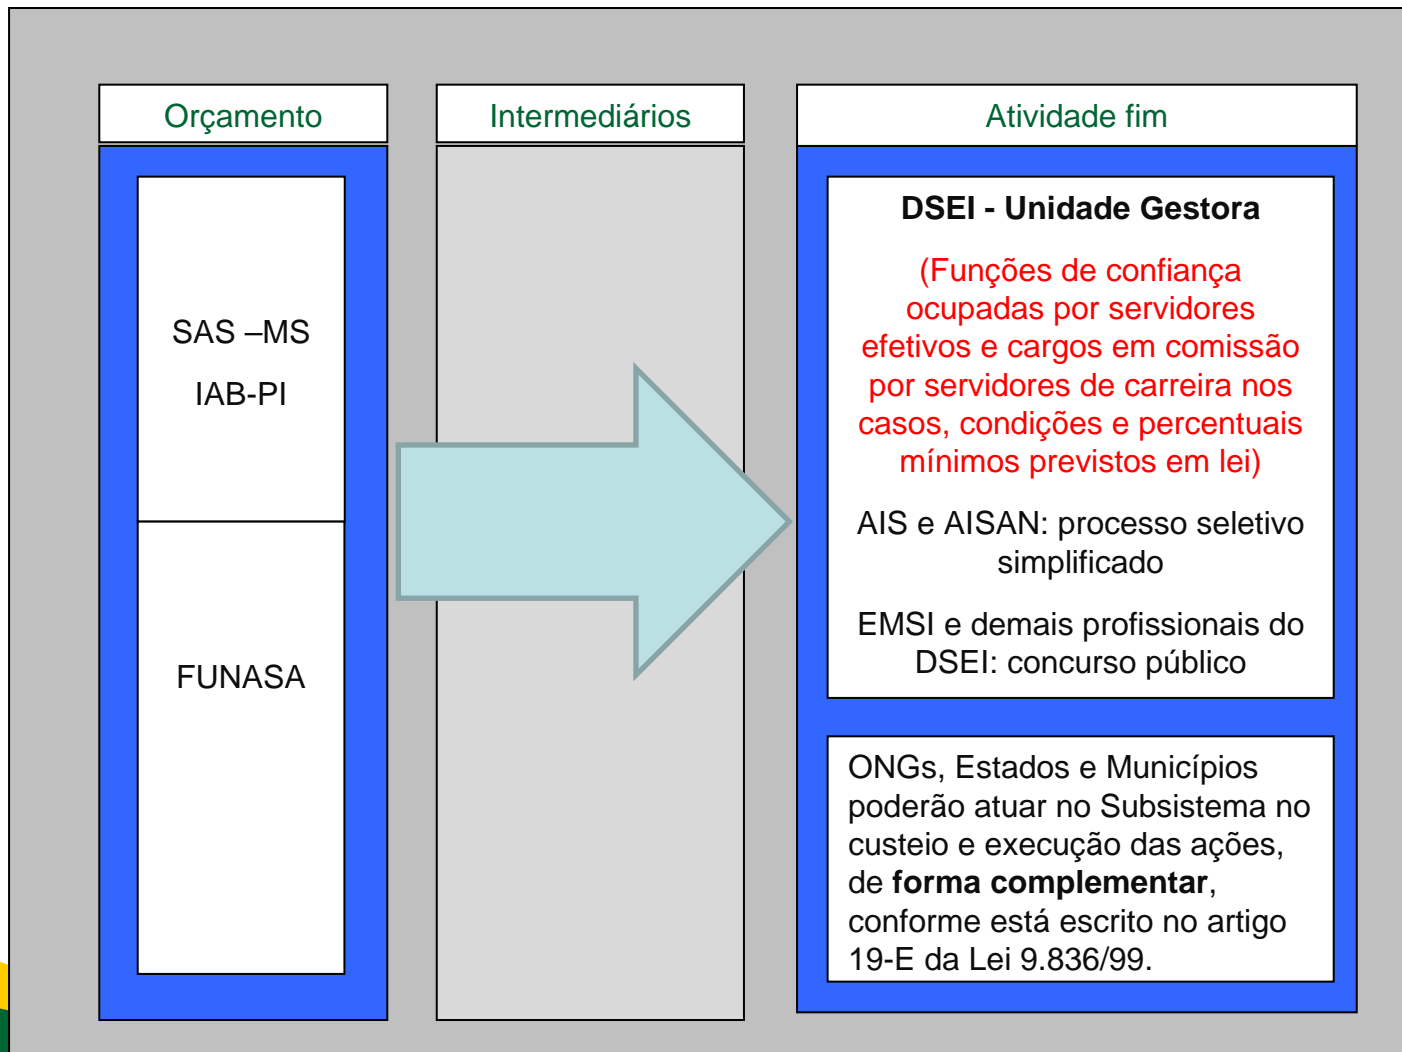 Orçamento
Intermediários
Atividade fim
SAS –MS
IAB-PI
FUNASA
DSEI - Unidade Gestora
(Funções de confiança
ocupadas por servidores
efetivos e cargos em comissão
por servidores de carreira nos
casos, condições e percentuais
mínimos previstos em lei)
AIS e AISAN: processo seletivo
simplificado
EMSI e demais profissionais do
DSEI: concurso público
ONGs, Estados e Municípios
poderão atuar no Subsistema no
custeio e execução das ações,
de forma complementar,
conforme está escrito no artigo
19-E da Lei 9.836/99.